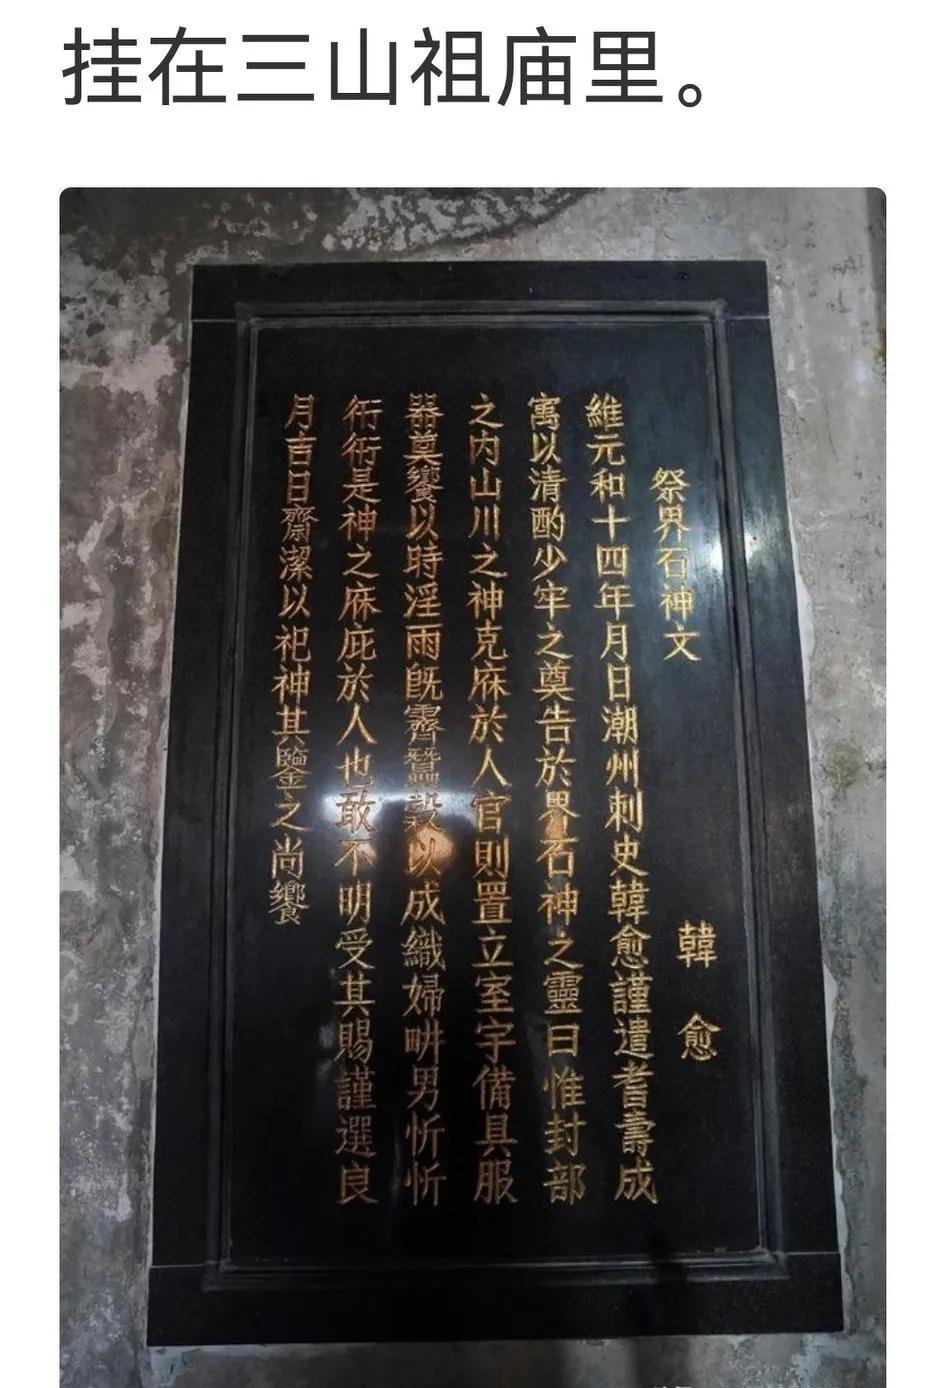 挂在三山祖庙里。
祭界石神文
韓愈
維元和十四年月日潮州刺史韓愈謹遣耆壽成
寓以清酌少牢之奠告於界石神之靈曰惟封部
之内山川之神克庥於人官則置立室宇備具服
器奠饗以時淫雨既霽蠶穀以成織婦耕男忻忻
衎衎是神之庥庇於人也敢不明受其賜謹選良
月吉日齋潔以祀神其鑒之尚饗